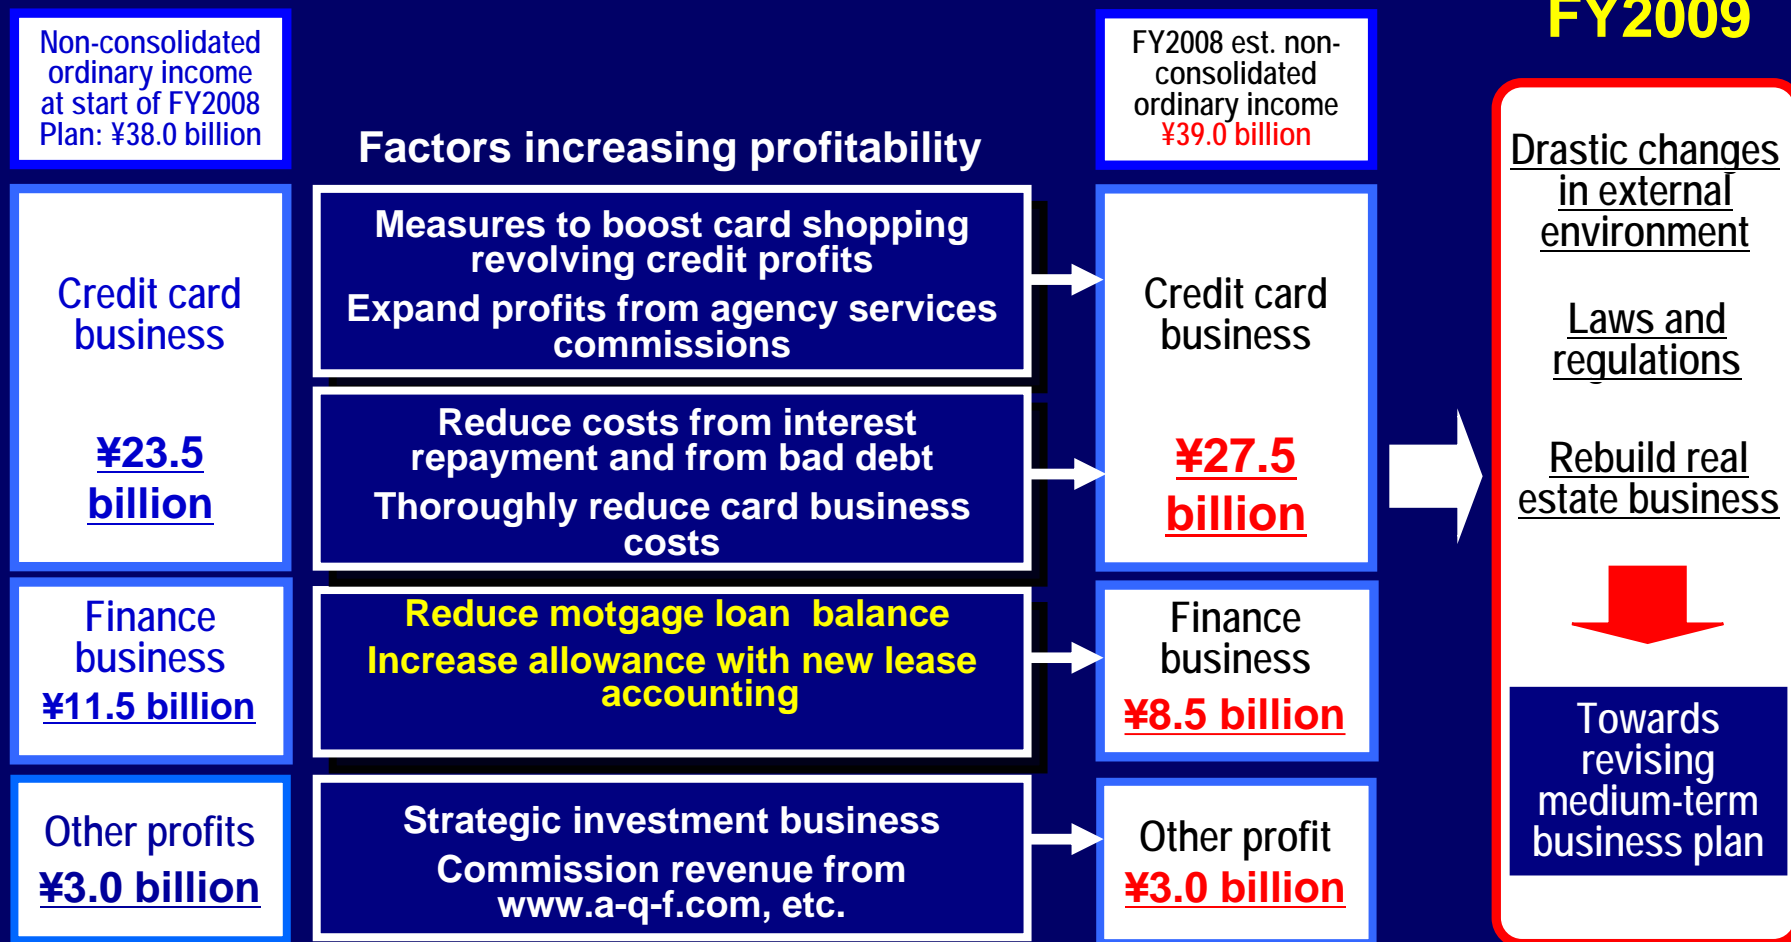 FY2009
Non-consolidated
ordinary income
at start of FY2008
Plan: ¥38.0 billion
Credit card
business
¥23.5
billion
Finance
business
¥11.5 billion
Other profits
¥3.0 billion
Factors increasing profitability
Measures to boost card shopping
revolving credit profits
Expand profits from agency services
commissions
Reduce costs from interest
repayment and from bad debt
Thoroughly reduce card business
costs
Reduce motgage loan balance
Increase allowance with new lease
accounting
Strategic investment business
Commission revenue from
www.a-q-f.com, etc.
FY2008 est. non-
consolidated
ordinary income
¥39.0 billion
Credit card
business
¥27.5
billion
Finance
business
¥8.5 billion
Other profit
¥3.0 billion
Drastic changes
in external
environment
Laws and
regulations
Rebuild real
estate business
Towards
revising
medium-term
business plan